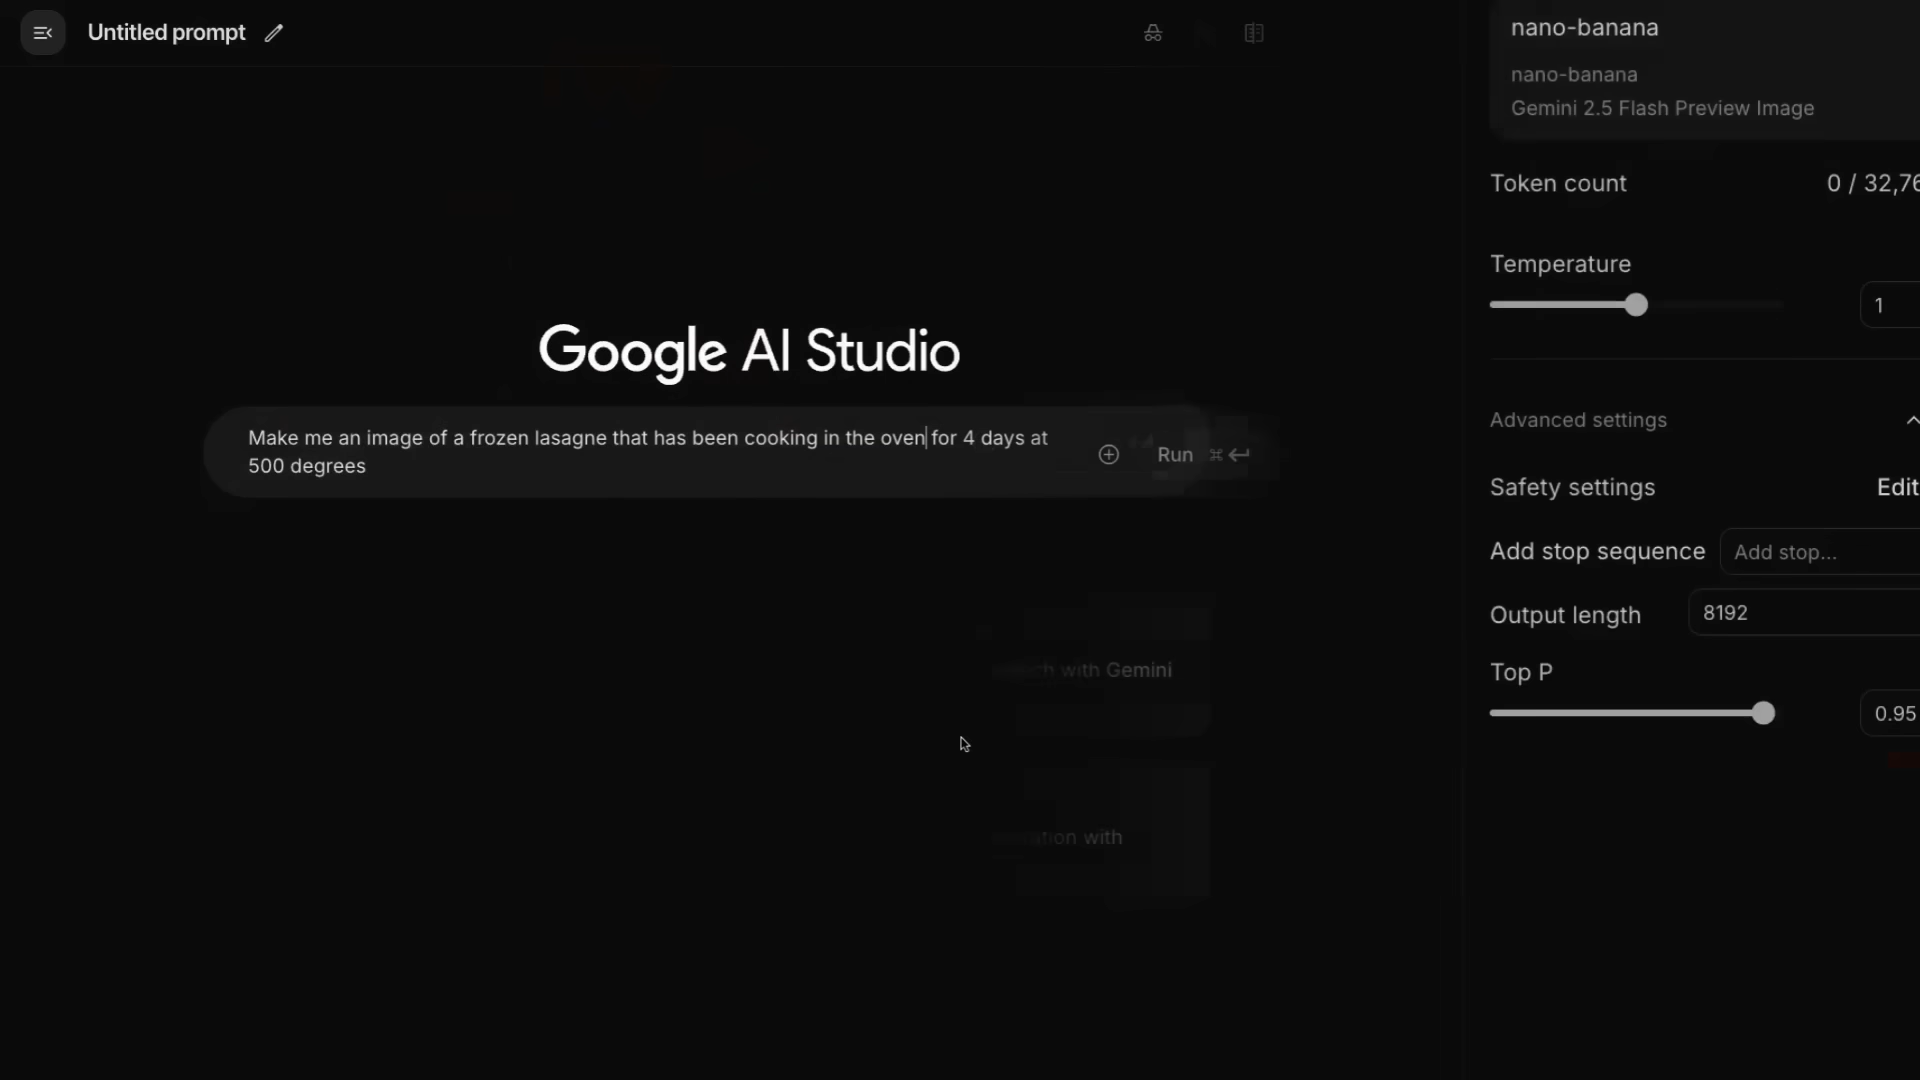 Untitled prompt
nano-banana
nano-banana
Gemini 2.5 Flash Preview Image
Token count
0 / 32,76
Temperature
1
Google AI Studio
Make me an image of a frozen lasagne that has been cooking in the oven for 4 days at
500 degrees
Run ⌘ ↵
Advanced settings
Safety settings
Edit
Add stop sequence
Add stop...
Output length
8192
Top P
0.95
with Gemini
with